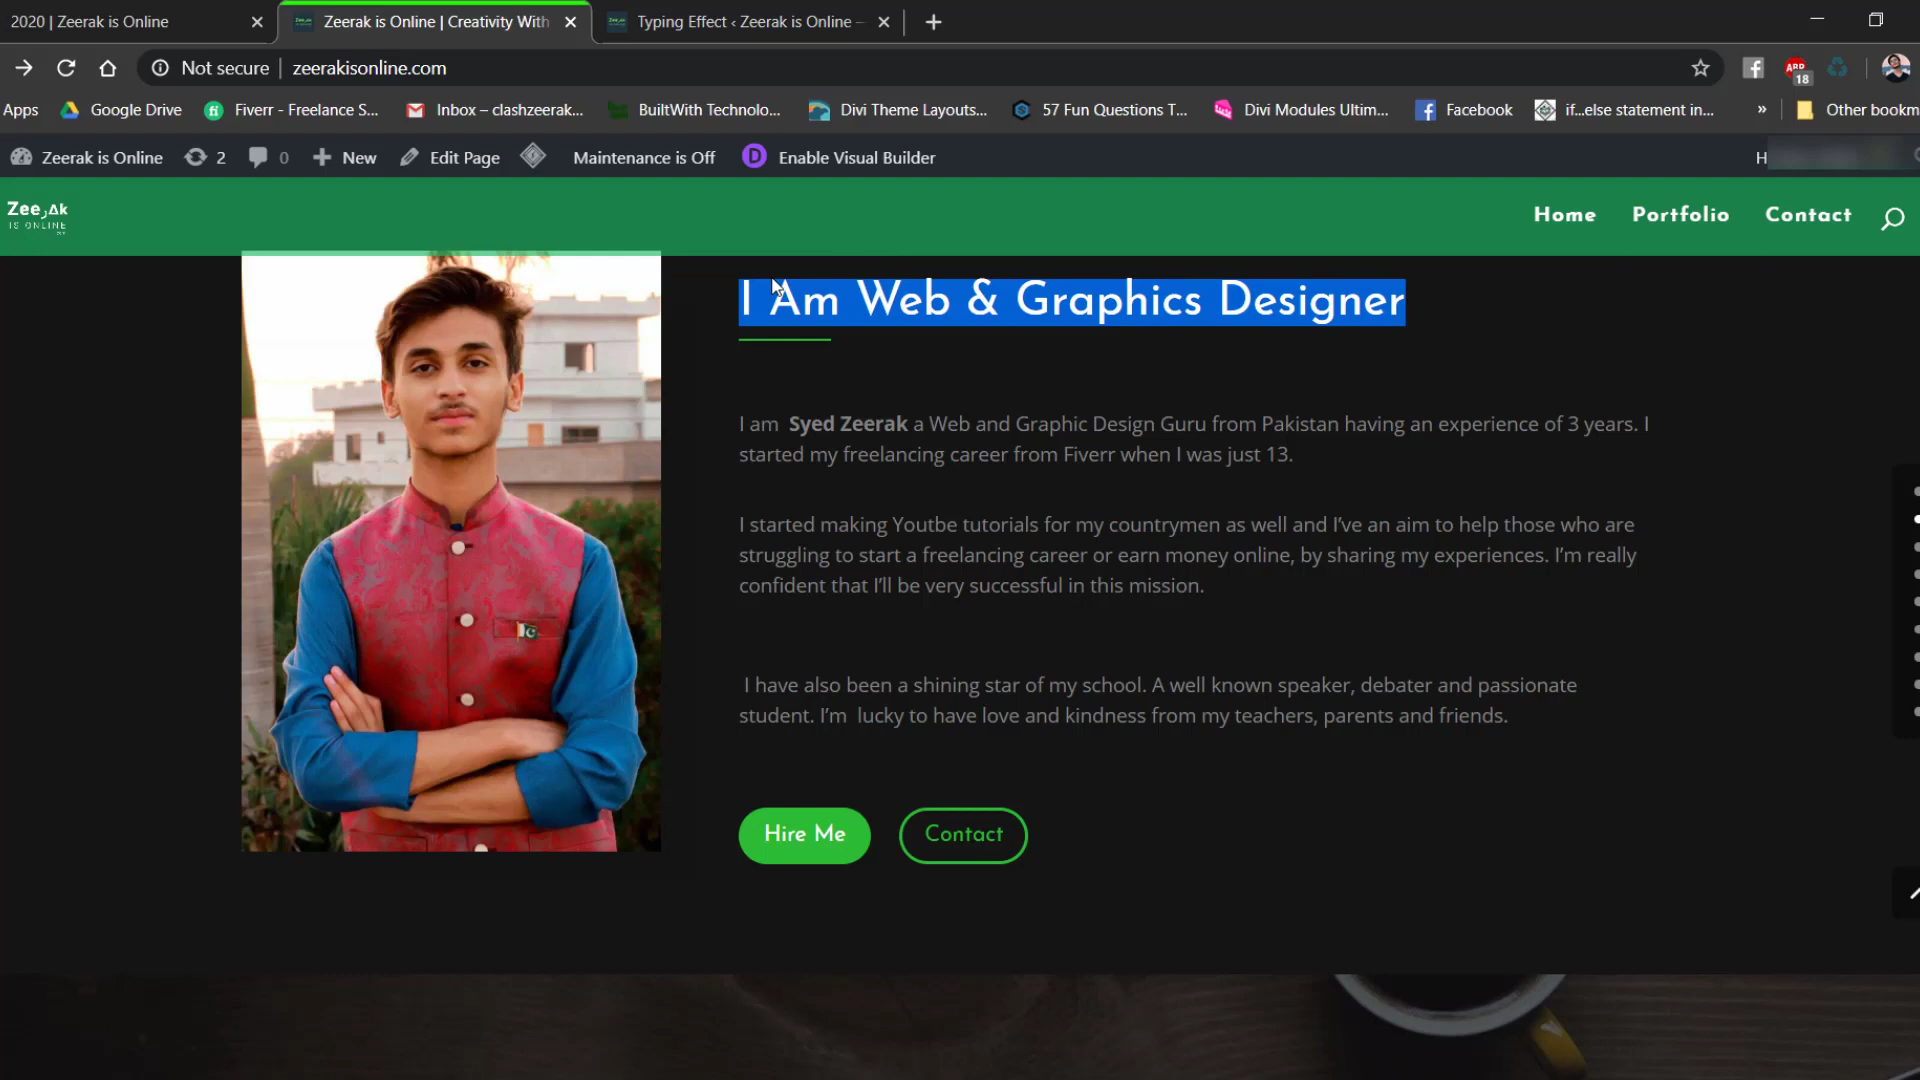 2020 | Zeerak is Online
Zeerak is Online | Creativity With
Typing Effect ‹ Zeerak is Online —
Not secure
zeerakisonline.com
ABD
18
Apps
Google Drive
Fiverr - Freelance S...
Inbox – clashzeerak...
BuiltWith Technolo...
Divi Theme Layouts...
57 Fun Questions T...
Divi Modules Ultim...
Facebook
if...else statement in...
»
Other bookm
Zeerak is Online
2
0
New
Edit Page
Maintenance is Off
D
Enable Visual Builder
H
ZeeرAk
IS ONLINE
Home
Portfolio
Contact
I Am Web & Graphics Designer
I am Syed Zeerak a Web and Graphic Design Guru from Pakistan having an experience of 3 years. I
started my freelancing career from Fiverr when I was just 13.
I started making Youtbe tutorials for my countrymen as well and I've an aim to help those who are
struggling to start a freelancing career or earn money online, by sharing my experiences. I'm really
confident that I'll be very successful in this mission.
I have also been a shining star of my school. A well known speaker, debater and passionate
student. I'm lucky to have love and kindness from my teachers, parents and friends.
Hire Me
Contact